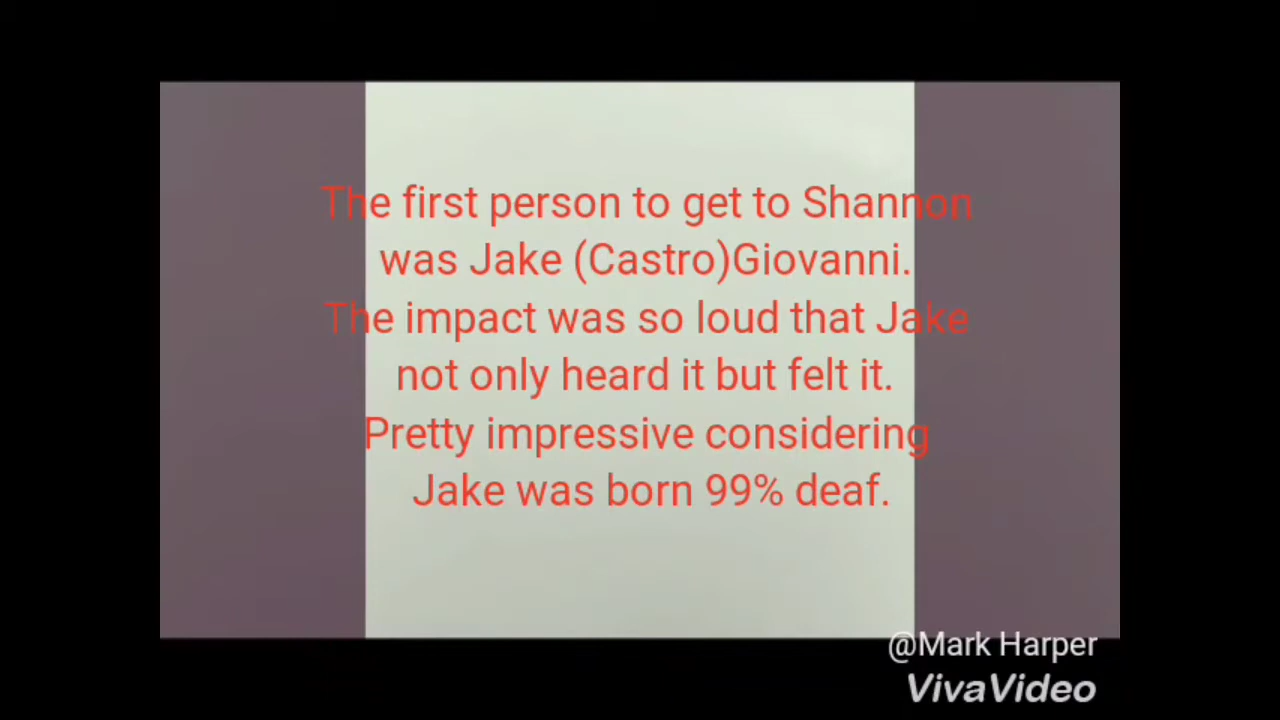 The first person to get to Shannon
was Jake (Castro)Giovanni.
The impact was so loud that Jake
not only heard it but felt it.
Pretty impressive considering
Jake was born 99% deaf.
@Mark Harper
VivaVideo